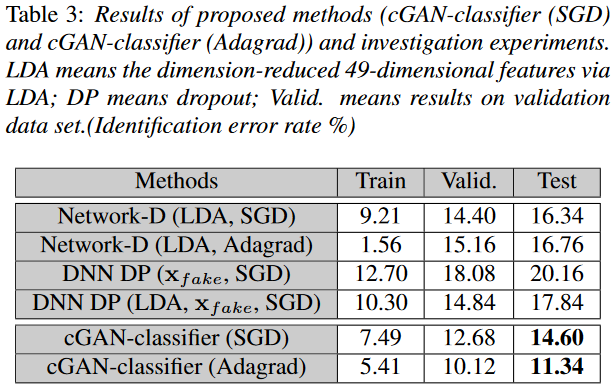 Table 3: Results of proposed methods (cGAN-classifier (SGD)
and cGAN-classifier (Adagrad)) and investigation experiments.
LDA means the dimension-reduced 49-dimensional features via
LDA; DP means dropout; Valid. means results on validation
data set.(Identification error rate %)
Methods Train Valid. Test
Network-D (LDA, SGD) 9.21 14.40 16.34
Network-D (LDA, Adagrad) 1.56 15.16 16.76
DNN DP (x_fake, SGD) 12.70 18.08 20.16
DNN DP (LDA, x_fake, SGD) 10.30 14.84 17.84
cGAN-classifier (SGD) 7.49 12.68 14.60
cGAN-classifier (Adagrad) 5.41 10.12 11.34